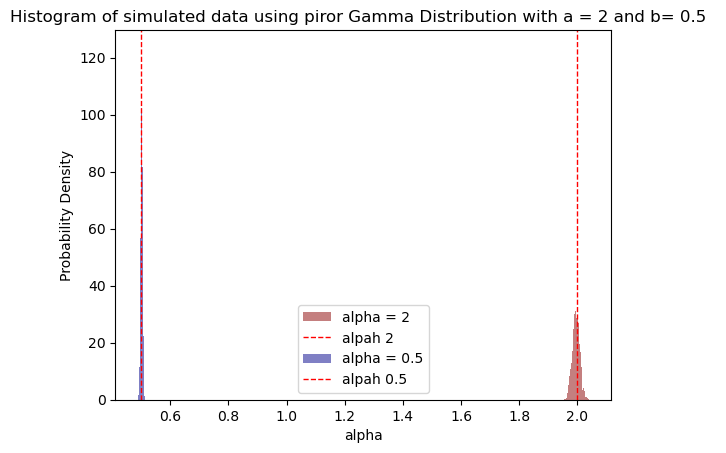 Histogram of simulated data using piror Gamma Distribution with a = 2 and b= 0.5
120
100
80
60
40
20
0
Probability Density
alpha = 2
alpah 2
alpha = 0.5
alpah 0.5
0.6 0.8 1.0 1.2 1.4 1.6 1.8 2.0
alpha